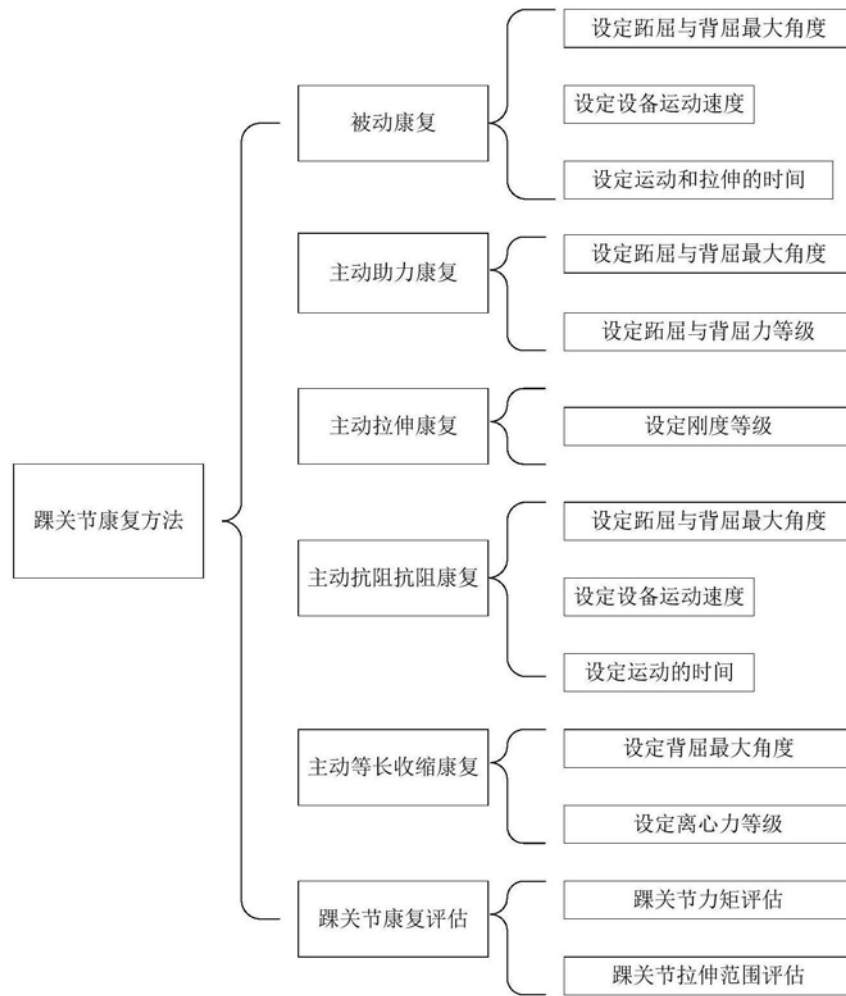 踝关节康复方法
被动康复
设定跖屈与背屈最大角度
设定设备运动速度
设定运动和拉伸的时间
主动助力康复
设定跖屈与背屈最大角度
设定跖屈与背屈力等级
主动拉伸康复
设定刚度等级
主动抗阻抗阻康复
设定跖屈与背屈最大角度
设定设备运动速度
设定运动的时间
主动等长收缩康复
设定背屈最大角度
设定离心力等级
踝关节康复评估
踝关节力矩评估
踝关节拉伸范围评估